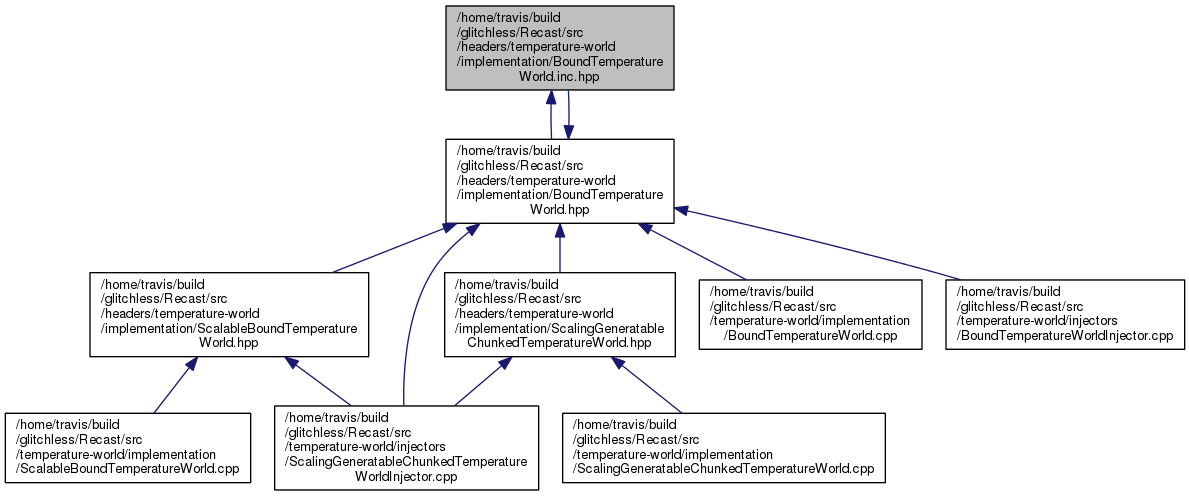 /home/travis/build
/glitchless/Recast/src
/headers/temperature-world
/implementation/BoundTemperature
World.inc.hpp
/home/travis/build
/glitchless/Recast/src
/headers/temperature-world
/implementation/BoundTemperature
World.hpp
/home/travis/build
/glitchless/Recast/src
/headers/temperature-world
/implementation/ScalableBoundTemperature
World.hpp
/home/travis/build
/glitchless/Recast/src
/headers/temperature-world
/implementation/ScalingGeneratable
ChunkedTemperatureWorld.hpp
/home/travis/build
/glitchless/Recast/src
/temperature-world/implementation
/BoundTemperatureWorld.cpp
/home/travis/build
/glitchless/Recast/src
/temperature-world/injectors
/BoundTemperatureWorldInjector.cpp
/home/travis/build
/glitchless/Recast/src
/temperature-world/implementation
/ScalableBoundTemperatureWorld.cpp
/home/travis/build
/glitchless/Recast/src
/temperature-world/injectors
/ScalingGeneratableChunkedTemperature
WorldInjector.cpp
/home/travis/build
/glitchless/Recast/src
/temperature-world/implementation
/ScalingGeneratableChunkedTemperatureWorld.cpp